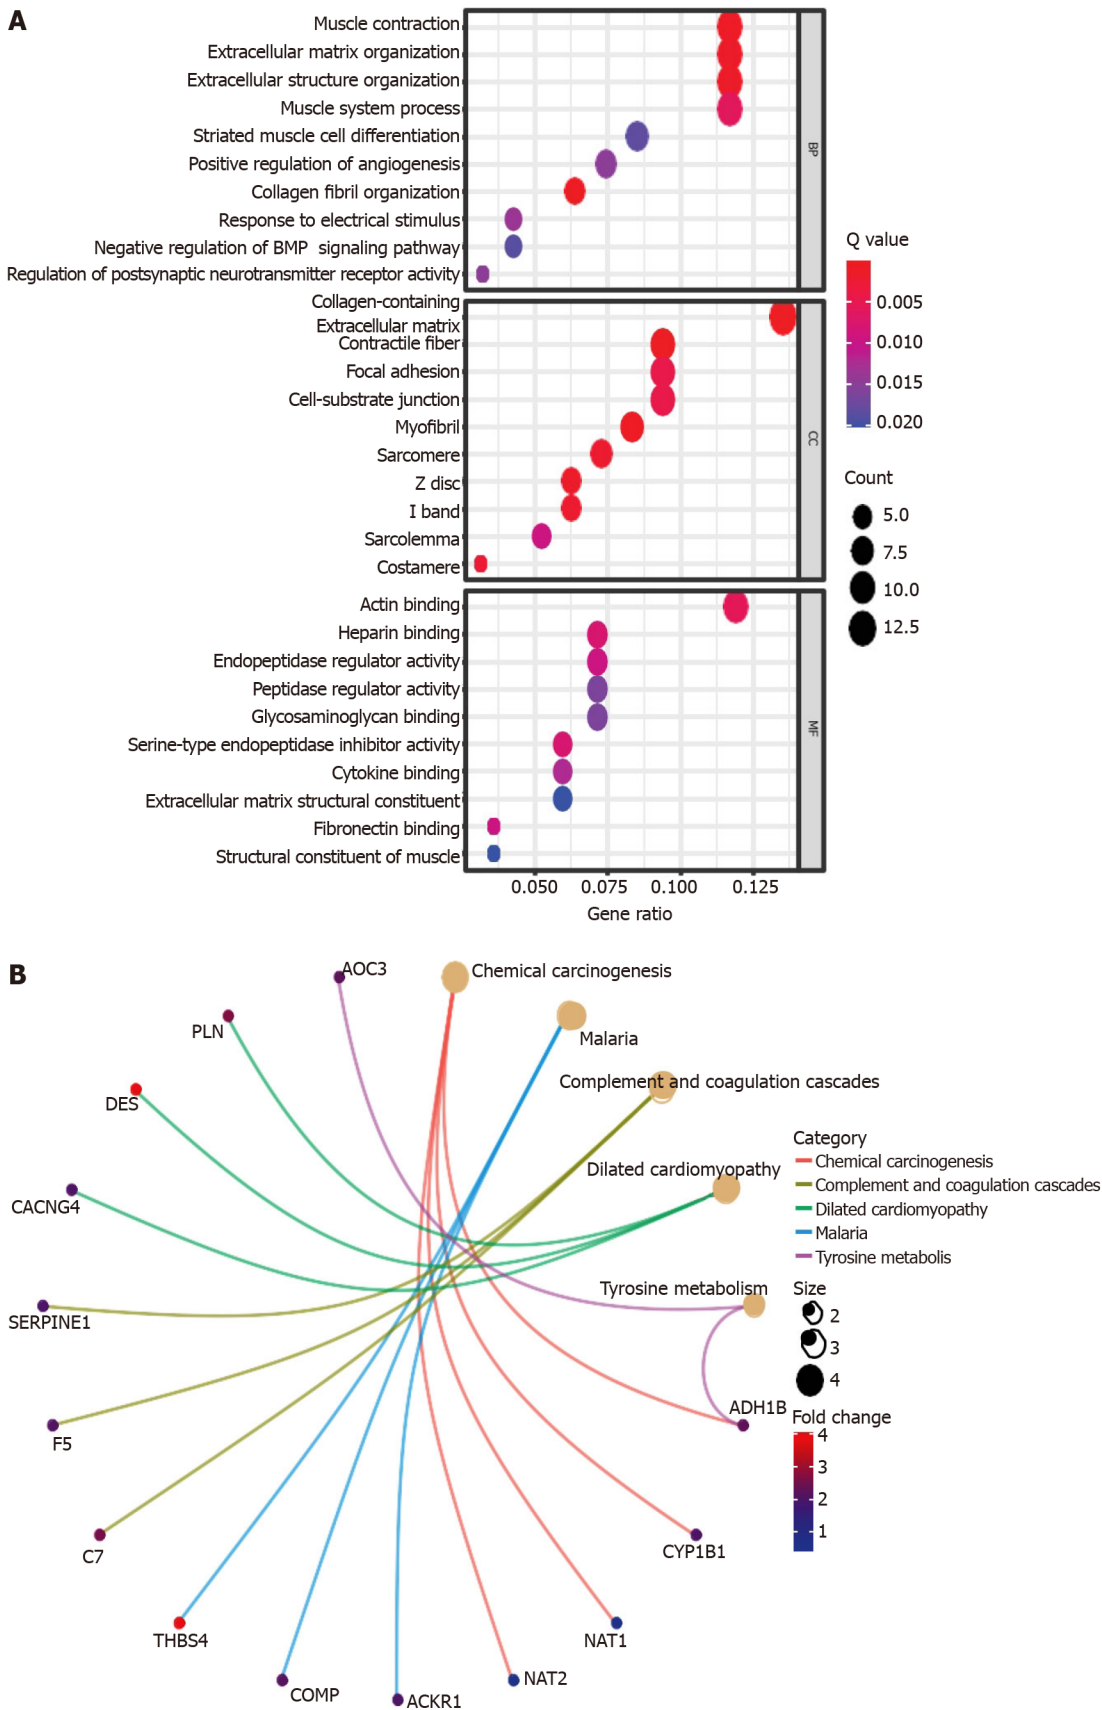 A
Muscle contraction
Extracellular matrix organization
Extracellular structure organization
Muscle system process
Striated muscle cell differentiation
Positive regulation of angiogenesis
Collagen fibril organization
Response to electrical stimulus
Negative regulation of BMP signaling pathway
Regulation of postsynaptic neurotransmitter receptor activity
BP
Collagen-containing
Extracellular matrix
Contractile fiber
Focal adhesion
Cell-substrate junction
Myofibril
Sarcomere
Z disc
I band
Sarcolemma
Costamere
CC
Actin binding
Heparin binding
Endopeptidase regulator activity
Peptidase regulator activity
Glycosaminoglycan binding
Serine-type endopeptidase inhibitor activity
Cytokine binding
Extracellular matrix structural constituent
Fibronectin binding
Structural constituent of muscle
MF
0.050 0.075 0.100 0.125
Gene ratio
Q value
0.005
0.010
0.015
0.020
Count
5.0
7.5
10.0
12.5
B
AOC3
Chemical carcinogenesis
PLN
Malaria
DES
Complement and coagulation cascades
Dilated cardiomyopathy
CACNG4
Tyrosine metabolism
SERPINE1
ADH1B
F5
CYP1B1
C7
NAT1
THBS4
NAT2
COMP
ACKR1
Category
Chemical carcinogenesis
Complement and coagulation cascades
Dilated cardiomyopathy
Malaria
Tyrosine metabolis
Size
2
3
4
Fold change
4
3
2
1